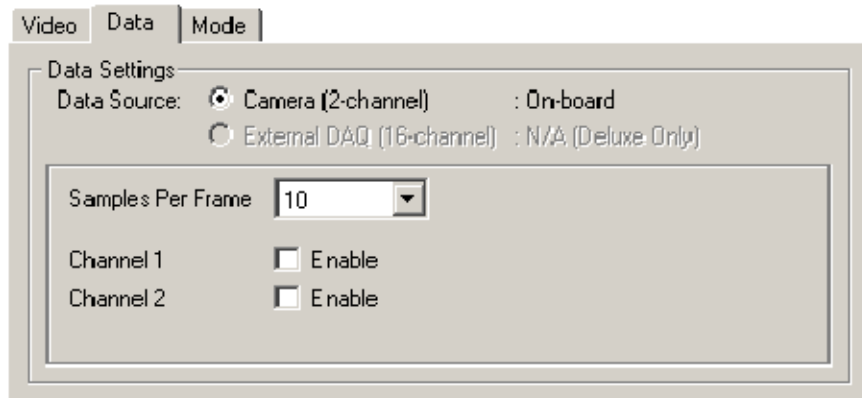 Video Data Mode
Data Settings
Data Source: Camera (2-channel) : On-board
External DAQ (16-channel) : N/A (Deluxe Only)
Samples Per Frame 10
Channel 1 Enable
Channel 2 Enable